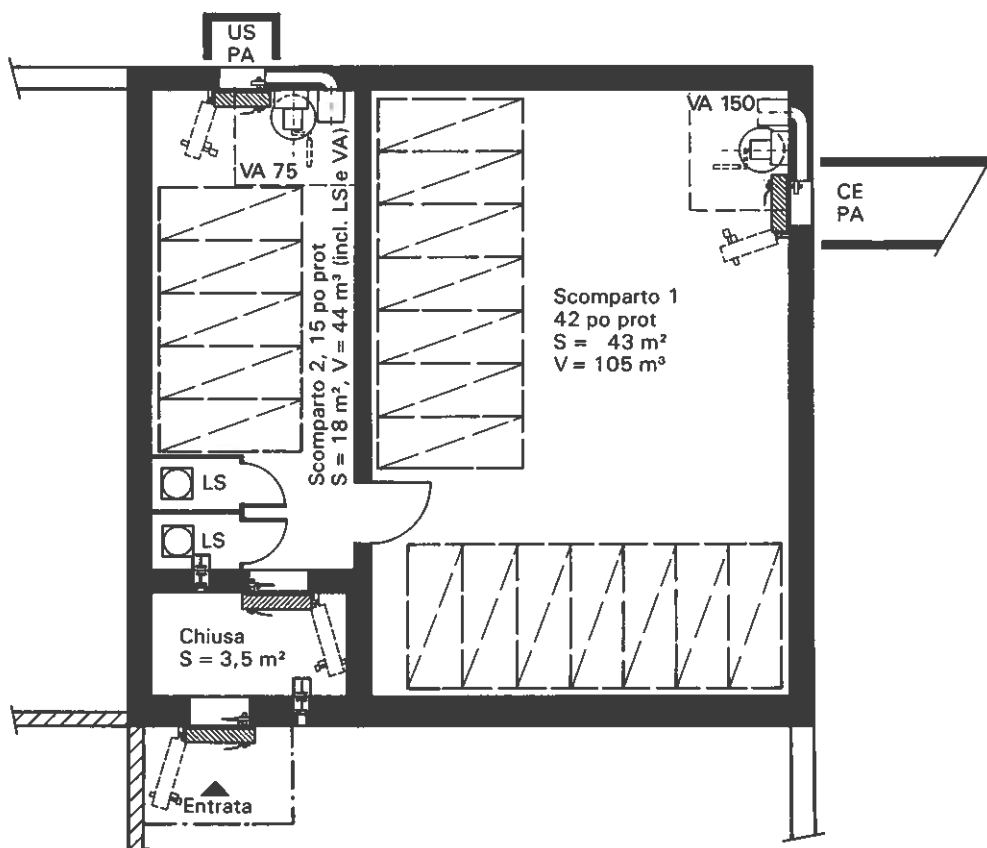 US
PA
VA 75
VA 150
CE
PA
Scomparto 2, 15 po prot
S = 18 m², V = 44 m³ (incl. LS e VA)
Scomparto 1
42 po prot
S = 43 m²
V = 105 m³
LS
LS
Chiusa
S = 3,5 m²
Entrata